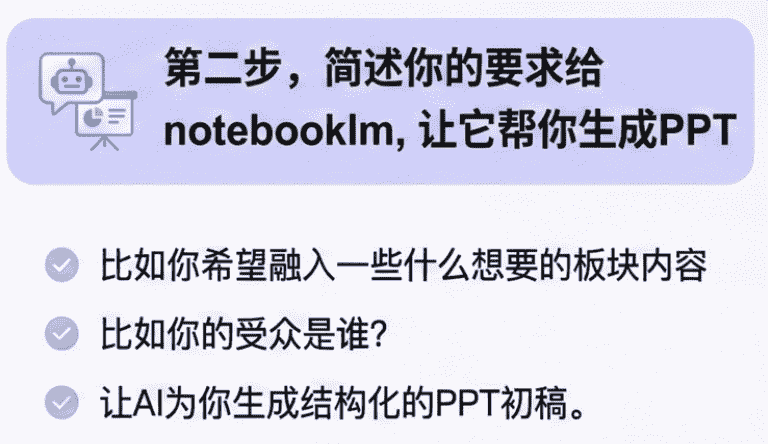 第二步，简述你的要求给
notebooklm, 让它帮你生成PPT
比如你希望融入一些什么想要的板块内容
比如你的受众是谁?
让AI为你生成结构化的PPT初稿。